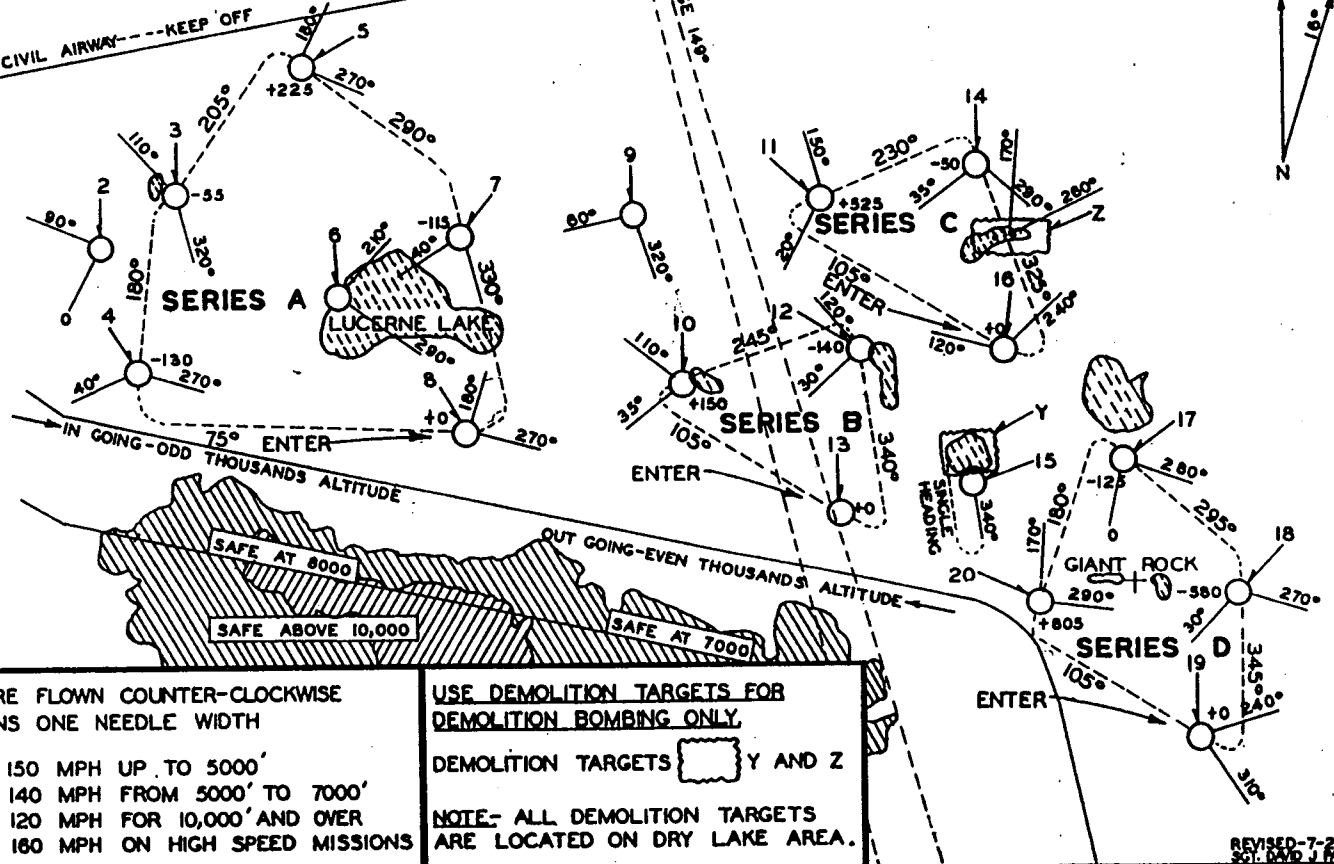 CIVIL AIRWAY----KEEP OFF
180°
5
270°
+225
205°
290°
149°
16°
N
3
110°
-55
320°
2
90°
0
180°
4
-130
40°
270°
SERIES A
6
210°
LUCERNE LAKE
290°
7
-115
40°
330°
8
180°
+0
270°
75°
ENTER
9
60°
320°
10
110°
35°
+150
245°
12
120°
-140
30°
SERIES B
105°
340°
ENTER
13
+0
11
150°
+525
20°
230°
14
-50
35°
170°
290°
260°
Z
SERIES C
325°
105°
ENTER
16
+0
120°
240°
Y
15
SINGLE
HEADING
340°
17
280°
-125
0
180°
295°
18
-580
270°
30°
GIANT ROCK
20
170°
290°
+805
SERIES D
105°
345°
19
+0
240°
310°
ENTER
IN GOING-ODD THOUSANDS ALTITUDE
OUT GOING-EVEN THOUSANDS ALTITUDE
SAFE AT 8000
SAFE ABOVE 10,000
SAFE AT 7000
RE FLOWN COUNTER-CLOCKWISE
NS ONE NEEDLE WIDTH
150 MPH UP TO 5000'
140 MPH FROM 5000' TO 7000'
120 MPH FOR 10,000' AND OVER
160 MPH ON HIGH SPEED MISSIONS
USE DEMOLITION TARGETS FOR
DEMOLITION BOMBING ONLY.
DEMOLITION TARGETS Y AND Z
NOTE- ALL DEMOLITION TARGETS
ARE LOCATED ON DRY LAKE AREA.
REVISED-7-2
SGT. DAVID J